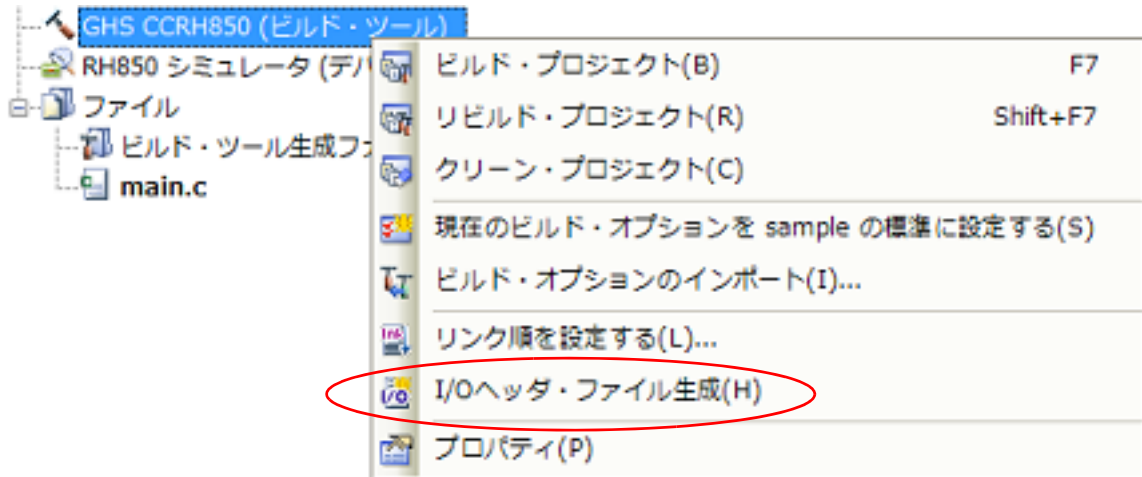 GHS CCRH850 (ビルド・ツール)
RH850 シミュレータ (デバ
ファイル
ビルド・ツール生成ファ
main.c
ビルド・プロジェクト(B) F7
リビルド・プロジェクト(R) Shift+F7
クリーン・プロジェクト(C)
現在のビルド・オプションを sample の標準に設定する(S)
ビルド・オプションのインポート(I)...
リンク順を設定する(L)...
I/Oヘッダ・ファイル生成(H)
プロパティ(P)